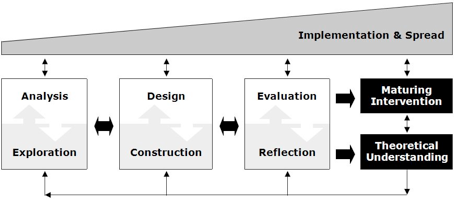 Implementation & Spread
Analysis
Exploration
Design
Construction
Evaluation
Reflection
Maturing
Intervention
Theoretical
Understanding